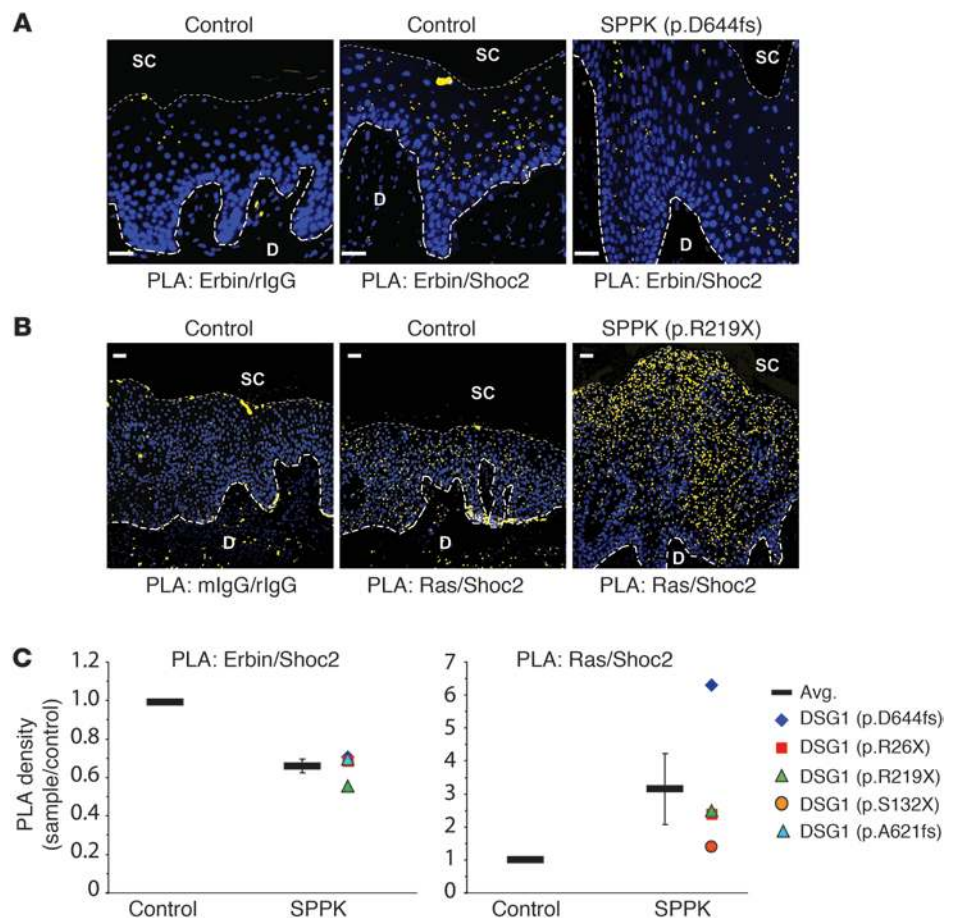 A
Control
Control
SPPK (p.D644fs)
SC
SC
SC
D
D
D
PLA: Erbin/rIgG
PLA: Erbin/Shoc2
PLA: Erbin/Shoc2
B
Control
Control
SPPK (p.R219X)
SC
SC
SC
D
D
D
PLA: mIgG/rIgG
PLA: Ras/Shoc2
PLA: Ras/Shoc2
C
PLA: Erbin/Shoc2
PLA density
(sample/control)
1.2
1.0
0.8
0.6
0.4
0.2
0
Control
SPPK
PLA: Ras/Shoc2
7
6
5
4
3
2
1
0
Control
SPPK
Avg.
DSG1 (p.D644fs)
DSG1 (p.R26X)
DSG1 (p.R219X)
DSG1 (p.S132X)
DSG1 (p.A621fs)